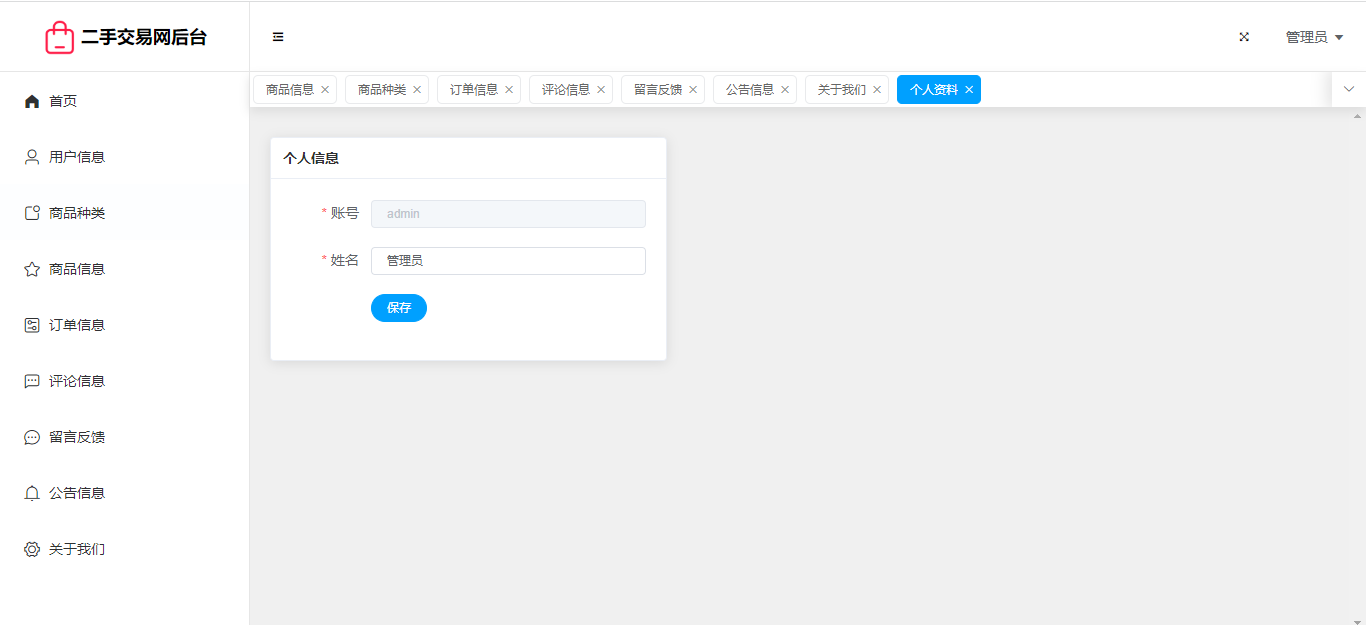 二手交易网后台
管理员
首页
用户信息
商品种类
商品信息
订单信息
评论信息
留言反馈
公告信息
关于我们
商品信息
商品种类
订单信息
评论信息
留言反馈
公告信息
关于我们
个人资料
个人信息
* 账号
admin
* 姓名
管理员
保存